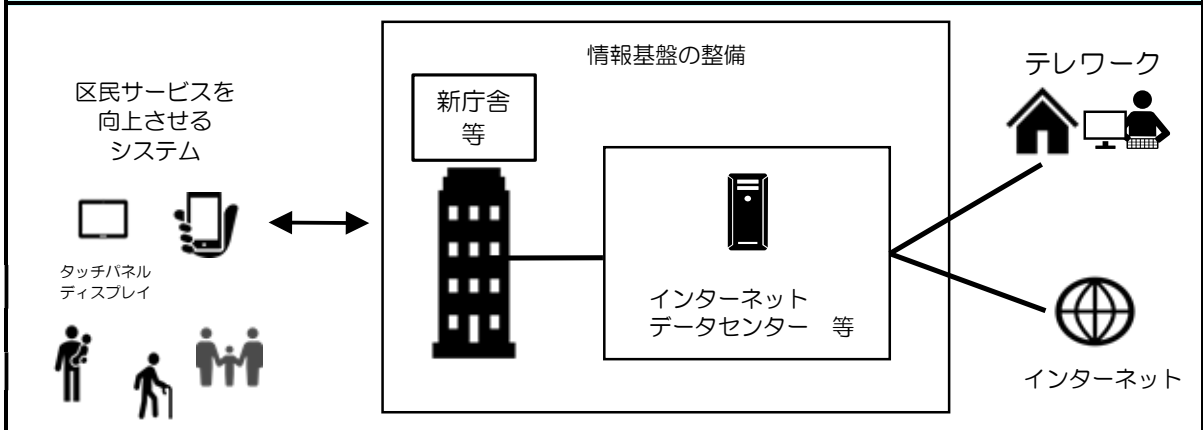 区民サービスを
向上させる
システム
タッチパネル
ディスプレイ
情報基盤の整備
新庁舎
等
インターネット
データセンター　等
テレワーク
インターネット